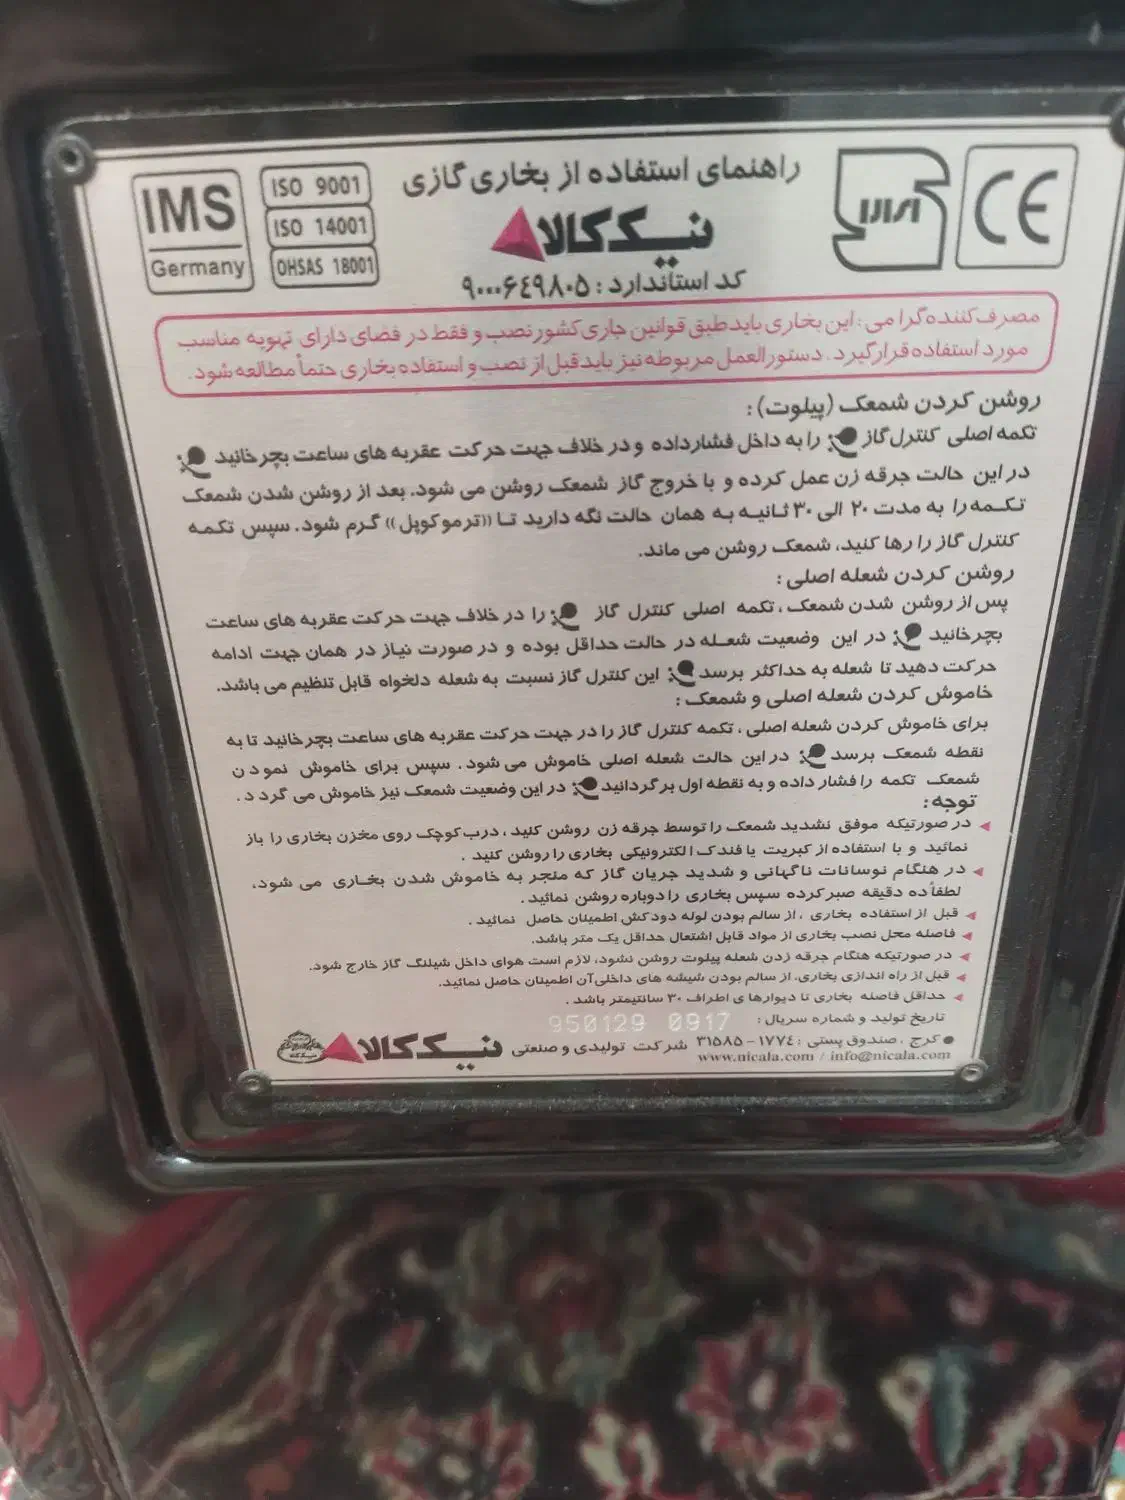 IMS
Germany
ISO 9001
ISO 14001
OHSAS 18001
راهنمای استفاده از بخاری گازی
نیک کالا
کد استاندارد : ۹۰۰۰۶۴۹۸۰۵
CE
مصرف کننده گرامی : این بخاری باید طبق قوانین جاری کشور نصب و فقط در فضای دارای تهویه مناسب
مورد استفاده قرار گیرد . دستورالعمل مربوطه نیز باید قبل از نصب و استفاده بخاری حتماً مطالعه شود.
روشن کردن شمعک (پیلوت) :
تکمه اصلی کنترل گاز را به داخل فشار داده و در خلاف جهت حرکت عقربه های ساعت بچرخانید
در این حالت جرقه زن عمل کرده و با خروج گاز شمعک روشن می شود. بعد از روشن شدن شمعک
تکمه را به مدت ۲۰ الی ۳۰ ثانیه به همان حالت نگه دارید تا «ترموکوپل» گرم شود. سپس تکمه
کنترل گاز را رها کنید، شمعک روشن می ماند.
روشن کردن شعله اصلی :
پس از روشن شدن شمعک ، تکمه اصلی کنترل گاز را در خلاف جهت حرکت عقربه های ساعت
بچرخانید در این وضعیت شعله در حالت حداقل بوده و در صورت نیاز در همان جهت ادامه
حرکت دهید تا شعله به حداکثر برسد این کنترل گاز نسبت به شعله دلخواه قابل تنظیم می باشد.
خاموش کردن شعله اصلی و شمعک :
برای خاموش کردن شعله اصلی ، تکمه کنترل گاز را در جهت حرکت عقربه های ساعت بچرخانید تا به
نقطه شمعک برسد در این حالت شعله اصلی خاموش می شود . سپس برای خاموش نمودن
شمعک تکمه را فشار داده و به نقطه اول برگردانید در این وضعیت شمعک نیز خاموش می گردد .
توجه :
در صورتیکه موفق نشدید شمعک را توسط جرقه زن روشن کنید ، درب کوچک روی مخزن بخاری را باز
نمائید و با استفاده از کبریت یا فندک الکترونیکی بخاری را روشن کنید .
در هنگام نوسانات ناگهانی و شدید جریان گاز که منجر به خاموش شدن بخاری می شود،
لطفاً ده دقیقه صبر کرده سپس بخاری را دوباره روشن نمائید .
قبل از استفاده بخاری ، از سالم بودن لوله دودکش اطمینان حاصل نمائید .
فاصله محل نصب بخاری از مواد قابل اشتعال حداقل یک متر باشد.
در صورتیکه هنگام جرقه زدن شعله پیلوت روشن نشود، لازم است هوای داخل شیلنگ گاز خارج شود.
قبل از راه اندازی بخاری، از سالم بودن شیشه های داخلی آن اطمینان حاصل نمائید.
حداقل فاصله بخاری تا دیوارهای اطراف ۳۰ سانتیمتر باشد .
تاریخ تولید و شماره سریال : 950129 0917
کرج ، صندوق پستی : ۱۷۷۴ - ۳۱۵۸۵ شرکت تولیدی و صنعتی نیک کالا
www.nicala.com / info@nicala.com